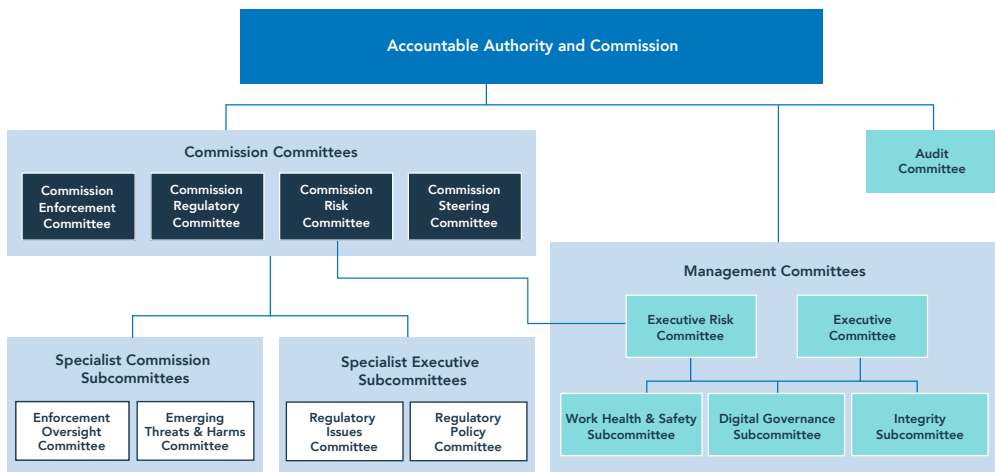 Accountable Authority and Commission
Commission Committees
Commission
Enforcement
Committee
Commission
Regulatory
Committee
Commission
Risk
Committee
Commission
Steering
Committee
Audit
Committee
Management Committees
Executive Risk
Committee
Executive
Committee
Specialist Commission
Subcommittees
Enforcement
Oversight
Committee
Emerging
Threats & Harms
Committee
Specialist Executive
Subcommittees
Regulatory
Issues
Committee
Regulatory
Policy
Committee
Work Health & Safety
Subcommittee
Digital Governance
Subcommittee
Integrity
Subcommittee